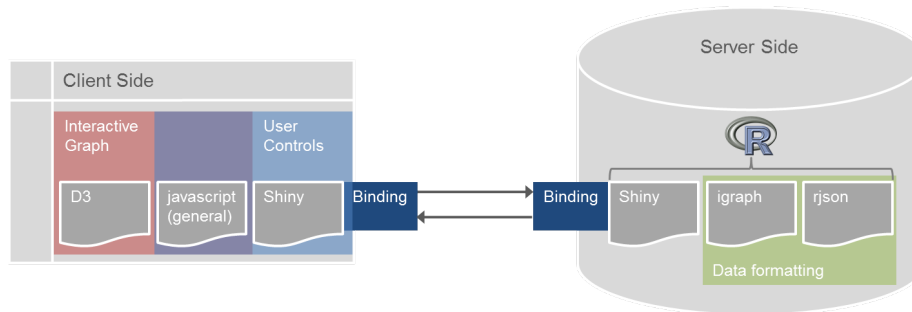 Client Side
Interactive
Graph
User
Controls
D3
javascript
(general)
Shiny
Binding
Server Side
R
Binding
Shiny
igraph
rjson
Data formatting